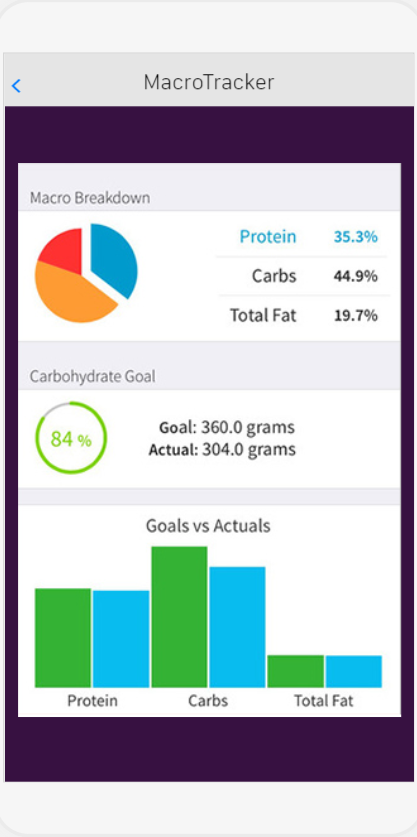 MacroTracker
Macro Breakdown
Protein 35.3%
Carbs 44.9%
Total Fat 19.7%
Carbohydrate Goal
84 %
Goal: 360.0 grams
Actual: 304.0 grams
Goals vs Actuals
Protein Carbs Total Fat